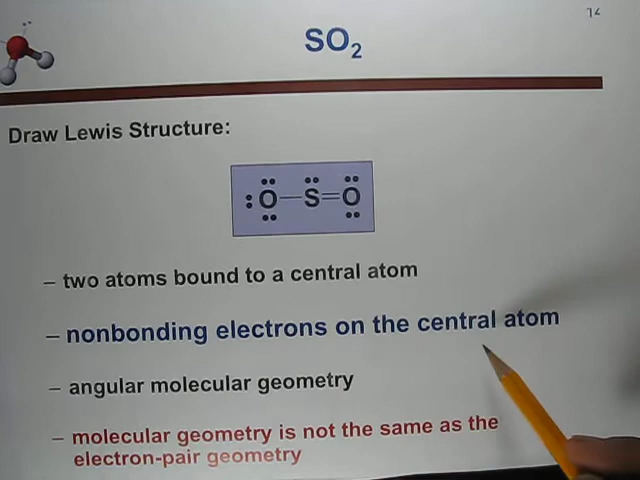 SO₂
Draw Lewis Structure:
:O—S=O
– two atoms bound to a central atom
– nonbonding electrons on the central atom
– angular molecular geometry
– molecular geometry is not the same as the
electron-pair geometry